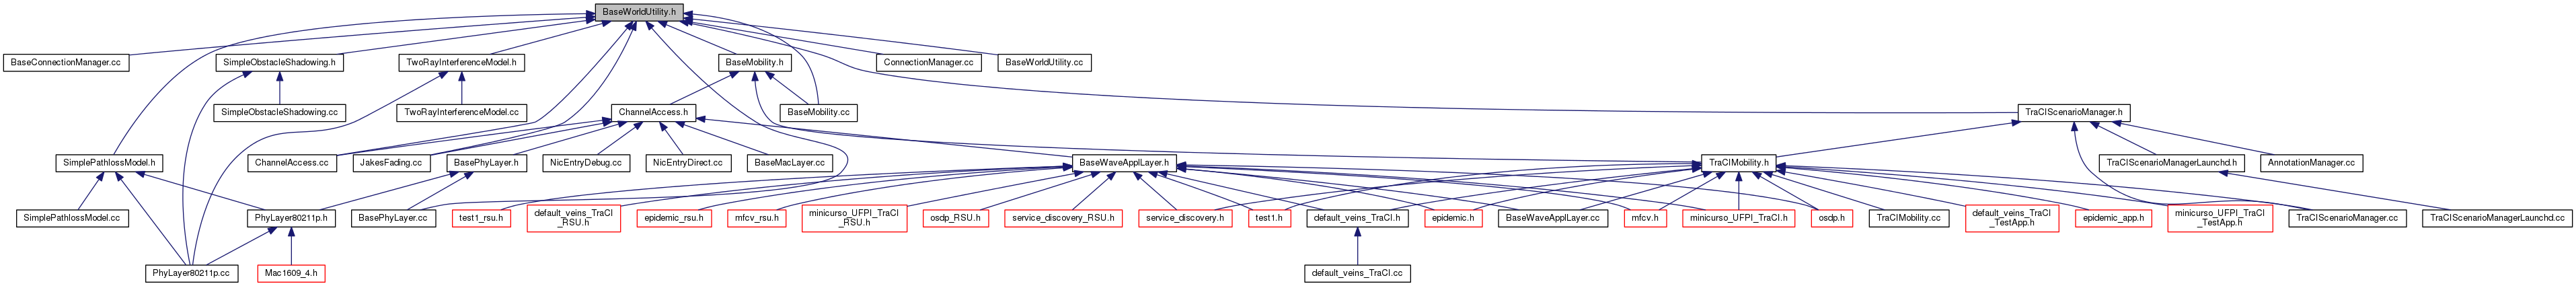 BaseWorldUtility.h
BaseConnectionManager.cc
SimpleObstacleShadowing.h
TwoRayInterferenceModel.h
BaseMobility.h
ConnectionManager.cc
BaseWorldUtility.cc
SimpleObstacleShadowing.cc
TwoRayInterferenceModel.cc
ChannelAccess.h
BaseMobility.cc
TraCIScenarioManager.h
SimplePathlossModel.h
ChannelAccess.cc
JakesFading.cc
BasePhyLayer.h
NicEntryDebug.cc
NicEntryDirect.cc
BaseMacLayer.cc
BaseWaveApplLayer.h
TraCIMobility.h
TraCIScenarioManagerLaunchd.h
AnnotationManager.cc
SimplePathlossModel.cc
PhyLayer80211p.h
BasePhyLayer.cc
test1_rsu.h
default_veins_TraCI
_RSU.h
epidemic_rsu.h
mfcv_rsu.h
minicurso_UFPI_TraCI
_RSU.h
osdp_RSU.h
service_discovery_RSU.h
service_discovery.h
test1.h
default_veins_TraCI.h
epidemic.h
BaseWaveApplLayer.cc
mfcv.h
minicurso_UFPI_TraCI.h
osdp.h
TraCIMobility.cc
default_veins_TraCI
_TestApp.h
epidemic_app.h
minicurso_UFPI_TraCI
_TestApp.h
TraCIScenarioManager.cc
TraCIScenarioManagerLaunchd.cc
PhyLayer80211p.cc
Mac1609_4.h
default_veins_TraCI.cc